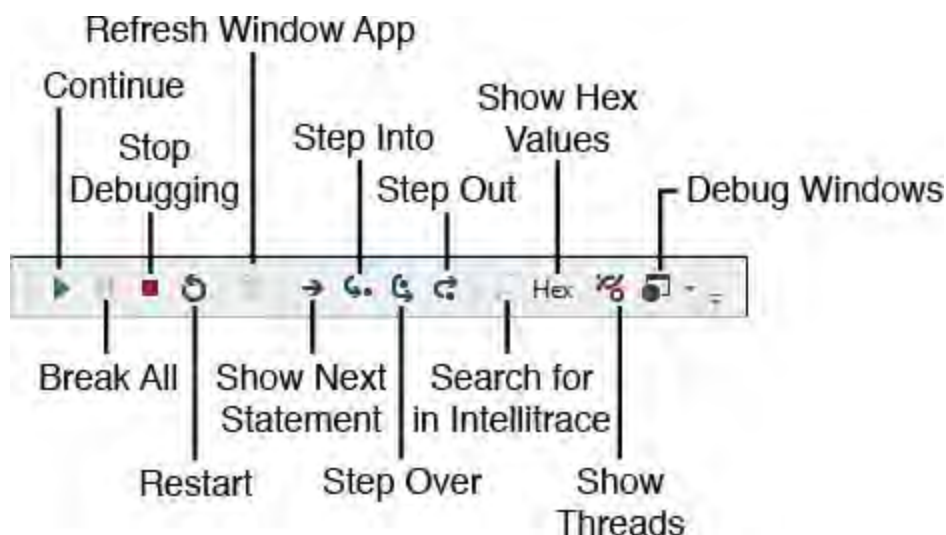 Refresh Window App
Continue
Stop
Debugging
Step Into
Step Out
Show Hex
Values
Debug Windows
Hex
Break All
Show Next
Statement
Search for
in Intellitrace
Restart
Step Over
Show
Threads